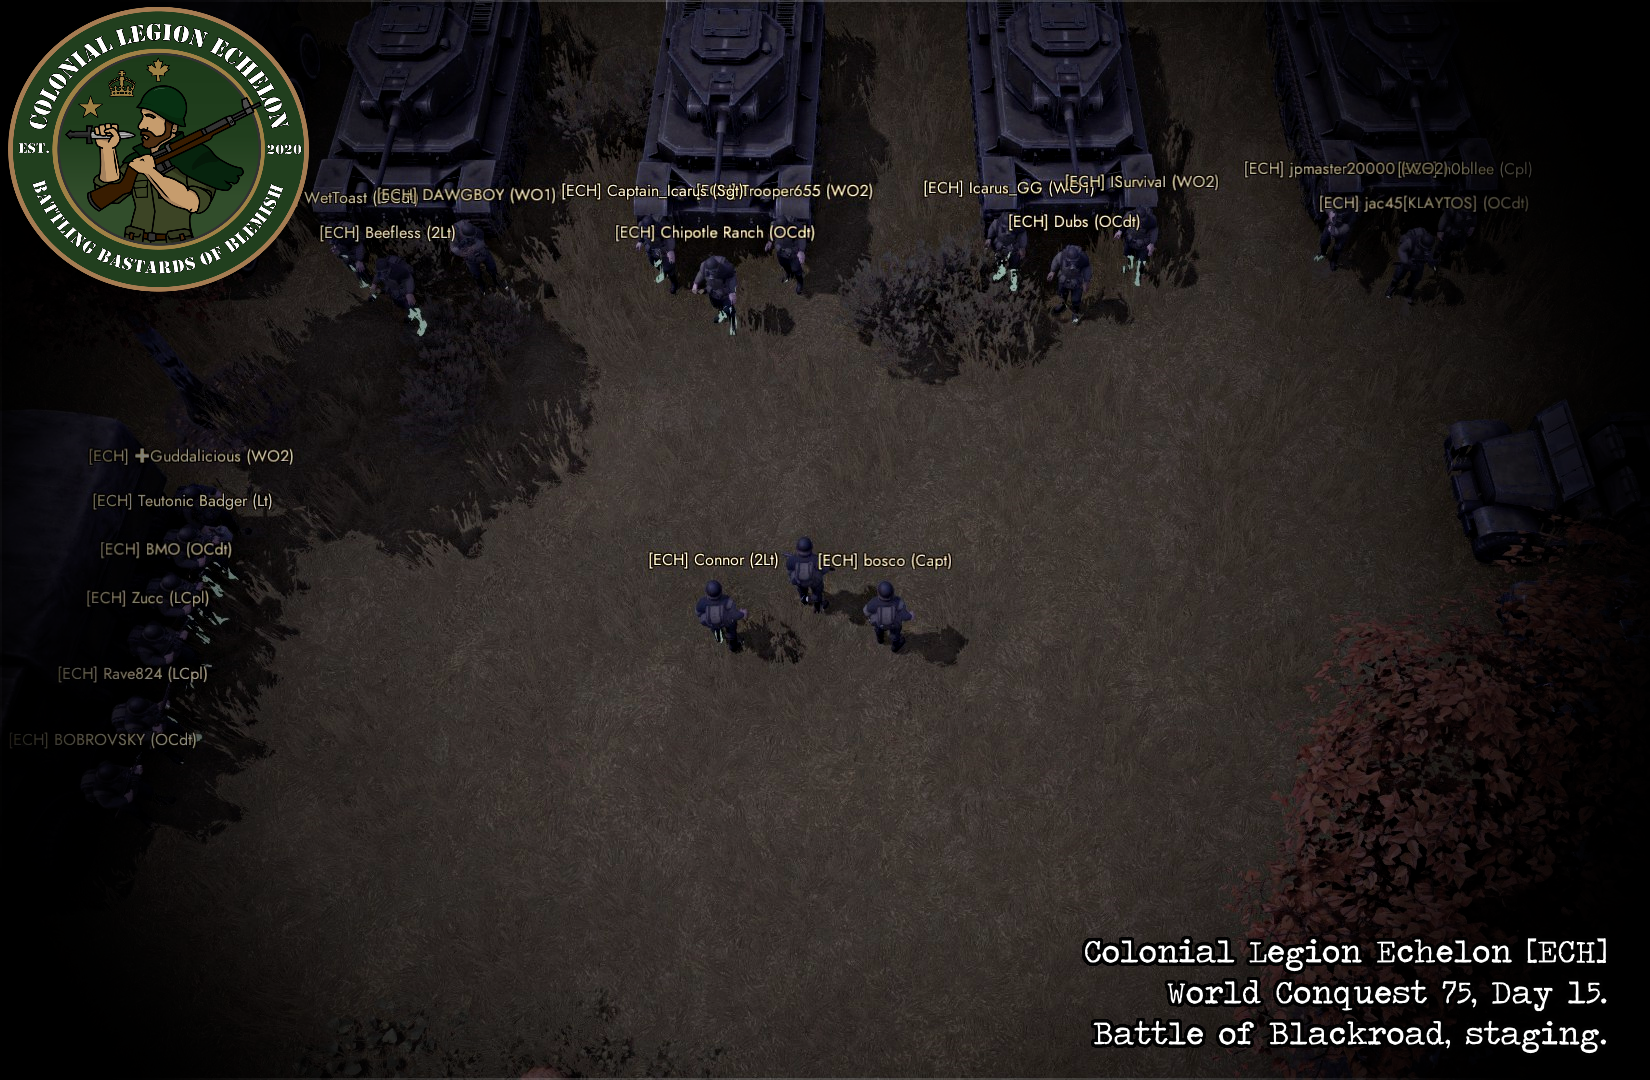 COLONIAL LEGION ECHELON
EST. 2020
BATTLING BASTARDS OF BLEMISH
WetToast
[ECH] DAWGBOY (WO1)
[ECH] Captain_Icarus (Sgt)
Trooper655 (WO2)
[ECH] Icarus_GG
[ECH] ISurvival (WO2)
[ECH] jpmaster20000 (WO2)
(Cpl)
[ECH] Beefless (2Lt)
[ECH] Chipotle Ranch (OCdt)
[ECH] Dubs (OCdt)
[ECH] jac45[KLAYTOS] (OCdt)
[ECH] Guddalicious (WO2)
[ECH] Teutonic Badger (Lt)
[ECH] BMO (OCdt)
[ECH] Zucc (LCpl)
[ECH] Rave824 (LCpl)
[ECH] BOBROVSKY (OCdt)
[ECH] Connor (2Lt)
[ECH] bosco (Capt)
Colonial Legion Echelon [ECH]
World Conquest 75, Day 15.
Battle of Blackroad, staging.